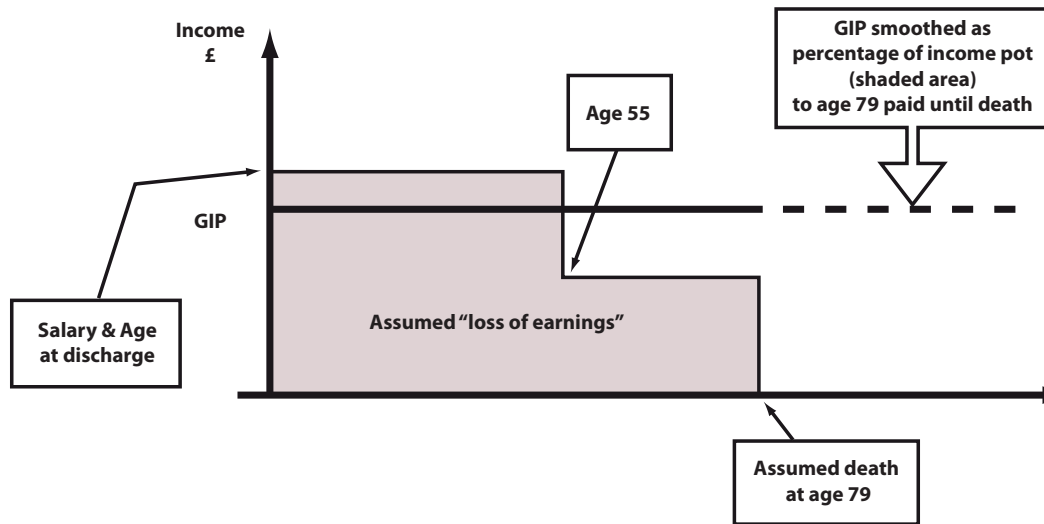 Income
£
GIP smoothed as
percentage of income pot
(shaded area)
to age 79 paid until death
Age 55
GIP
Salary & Age
at discharge
Assumed “loss of earnings”
Assumed death
at age 79